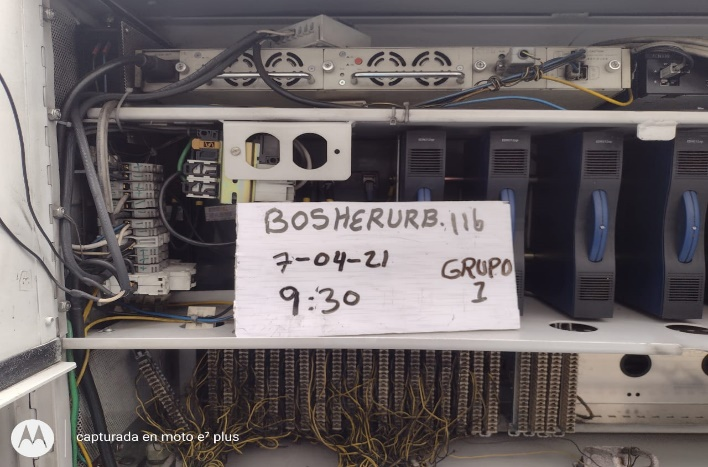 BOSHERURB.116
7-04-21
GRUPO
9:30
I
capturada en moto e⁷ plus